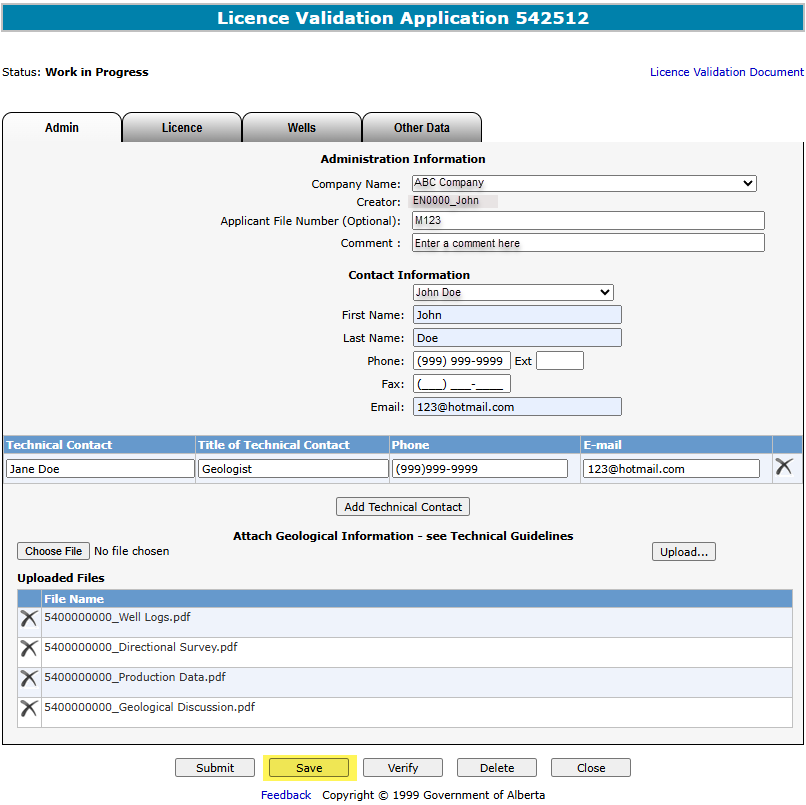 Licence Validation Application 542512
Status: Work in Progress Licence Validation Document
Admin Licence Wells Other Data
Administration Information
Company Name: ABC Company
Creator: EN0000_John
Applicant File Number (Optional): M123
Comment : Enter a comment here
Contact Information
John Doe
First Name: John
Last Name: Doe
Phone: (999) 999-9999 Ext
Fax: (___) ___-____
Email: 123@hotmail.com
Technical Contact Title of Technical Contact Phone E-mail
Jane Doe Geologist (999)999-9999 123@hotmail.com
Add Technical Contact
Attach Geological Information - see Technical Guidelines
Choose File No file chosen Upload...
Uploaded Files
File Name
5400000000_Well Logs.pdf
5400000000_Directional Survey.pdf
5400000000_Production Data.pdf
5400000000_Geological Discussion.pdf
Submit Save Verify Delete Close
Feedback Copyright © 1999 Government of Alberta